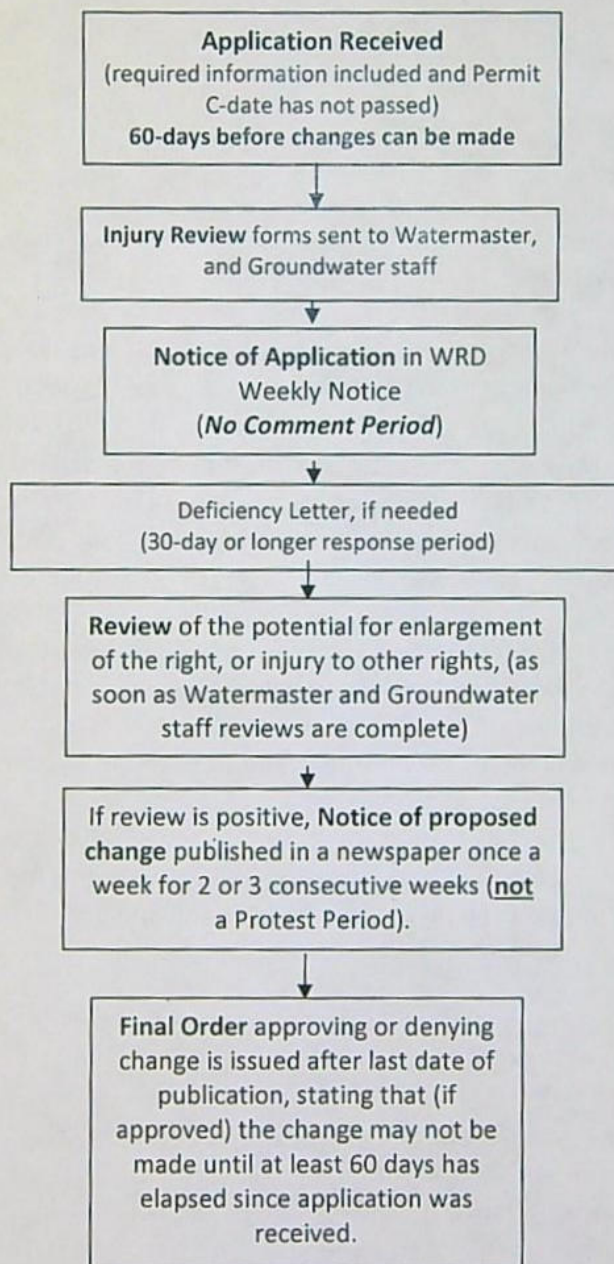 Application Received
(required information included and Permit
C-date has not passed)
60-days before changes can be made
Injury Review forms sent to Watermaster,
and Groundwater staff
Notice of Application in WRD
Weekly Notice
(No Comment Period)
Deficiency Letter, if needed
(30-day or longer response period)
Review of the potential for enlargement
of the right, or injury to other rights, (as
soon as Watermaster and Groundwater
staff reviews are complete)
If review is positive, Notice of proposed
change published in a newspaper once a
week for 2 or 3 consecutive weeks (not
a Protest Period).
Final Order approving or denying
change is issued after last date of
publication, stating that (if
approved) the change may not be
made until at least 60 days has
elapsed since application was
received.